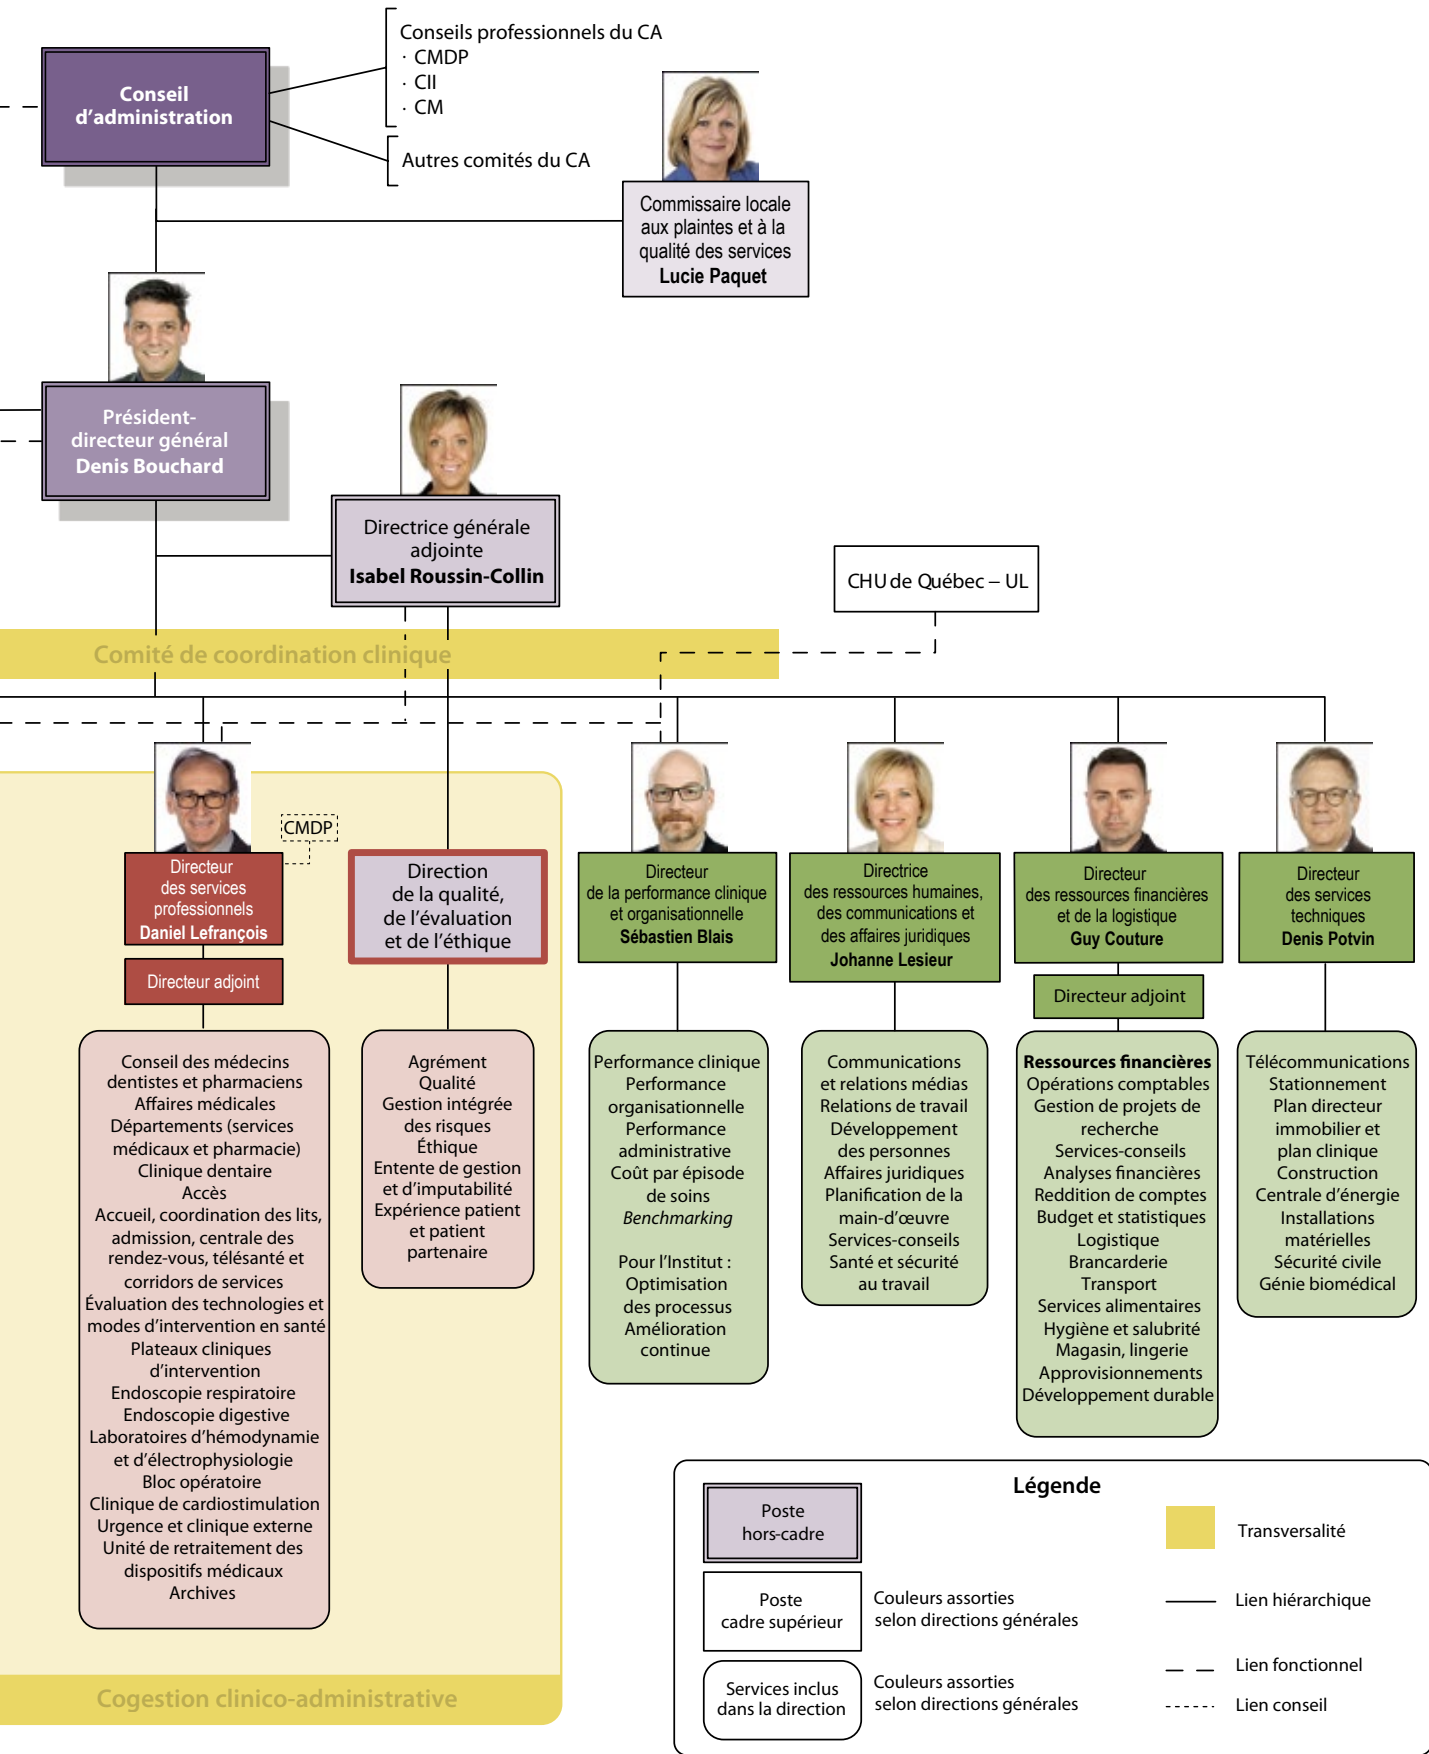 Conseil
d'administration
Conseils professionnels du CA
· CMDP
· CII
· CM
Autres comités du CA
Commissaire locale
aux plaintes et à la
qualité des services
Lucie Paquet
Président-
directeur général
Denis Bouchard
Directrice générale
adjointe
Isabel Roussin-Collin
CHU de Québec – UL
Comité de coordination clinique
CMDP
Directeur
des services
professionnels
Daniel Lefrançois
Directeur adjoint
Conseil des médecins
dentistes et pharmaciens
Affaires médicales
Départements (services
médicaux et pharmacie)
Clinique dentaire
Accès
Accueil, coordination des lits,
admission, centrale des
rendez-vous, télésanté et
corridors de services
Évaluation des technologies et
modes d'intervention en santé
Plateaux cliniques
d'intervention
Endoscopie respiratoire
Endoscopie digestive
Laboratoires d'hémodynamie
et d'électrophysiologie
Bloc opératoire
Clinique de cardiostimulation
Urgence et clinique externe
Unité de retraitement des
dispositifs médicaux
Archives
Direction
de la qualité,
de l'évaluation
et de l'éthique
Agrément
Qualité
Gestion intégrée
des risques
Éthique
Entente de gestion
et d'imputabilité
Expérience patient
et patient
partenaire
Directeur
de la performance clinique
et organisationnelle
Sébastien Blais
Performance clinique
Performance
organisationnelle
Performance
administrative
Coût par épisode
de soins
Benchmarking
Pour l'Institut :
Optimisation
des processus
Amélioration
continue
Directrice
des ressources humaines,
des communications et
des affaires juridiques
Johanne Lesieur
Communications
et relations médias
Relations de travail
Développement
des personnes
Affaires juridiques
Planification de la
main-d'œuvre
Services-conseils
Santé et sécurité
au travail
Directeur
des ressources financières
et de la logistique
Guy Couture
Directeur adjoint
Ressources financières
Opérations comptables
Gestion de projets de
recherche
Services-conseils
Analyses financières
Reddition de comptes
Budget et statistiques
Logistique
Brancarderie
Transport
Services alimentaires
Hygiène et salubrité
Magasin, lingerie
Approvisionnements
Développement durable
Directeur
des services
techniques
Denis Potvin
Télécommunications
Stationnement
Plan directeur
immobilier et
plan clinique
Construction
Centrale d'énergie
Installations
matérielles
Sécurité civile
Génie biomédical
Cogestion clinico-administrative
Légende
Poste
hors-cadre
Poste
cadre supérieur
Couleurs assorties
selon directions générales
Services inclus
dans la direction
Couleurs assorties
selon directions générales
Transversalité
Lien hiérarchique
Lien fonctionnel
Lien conseil